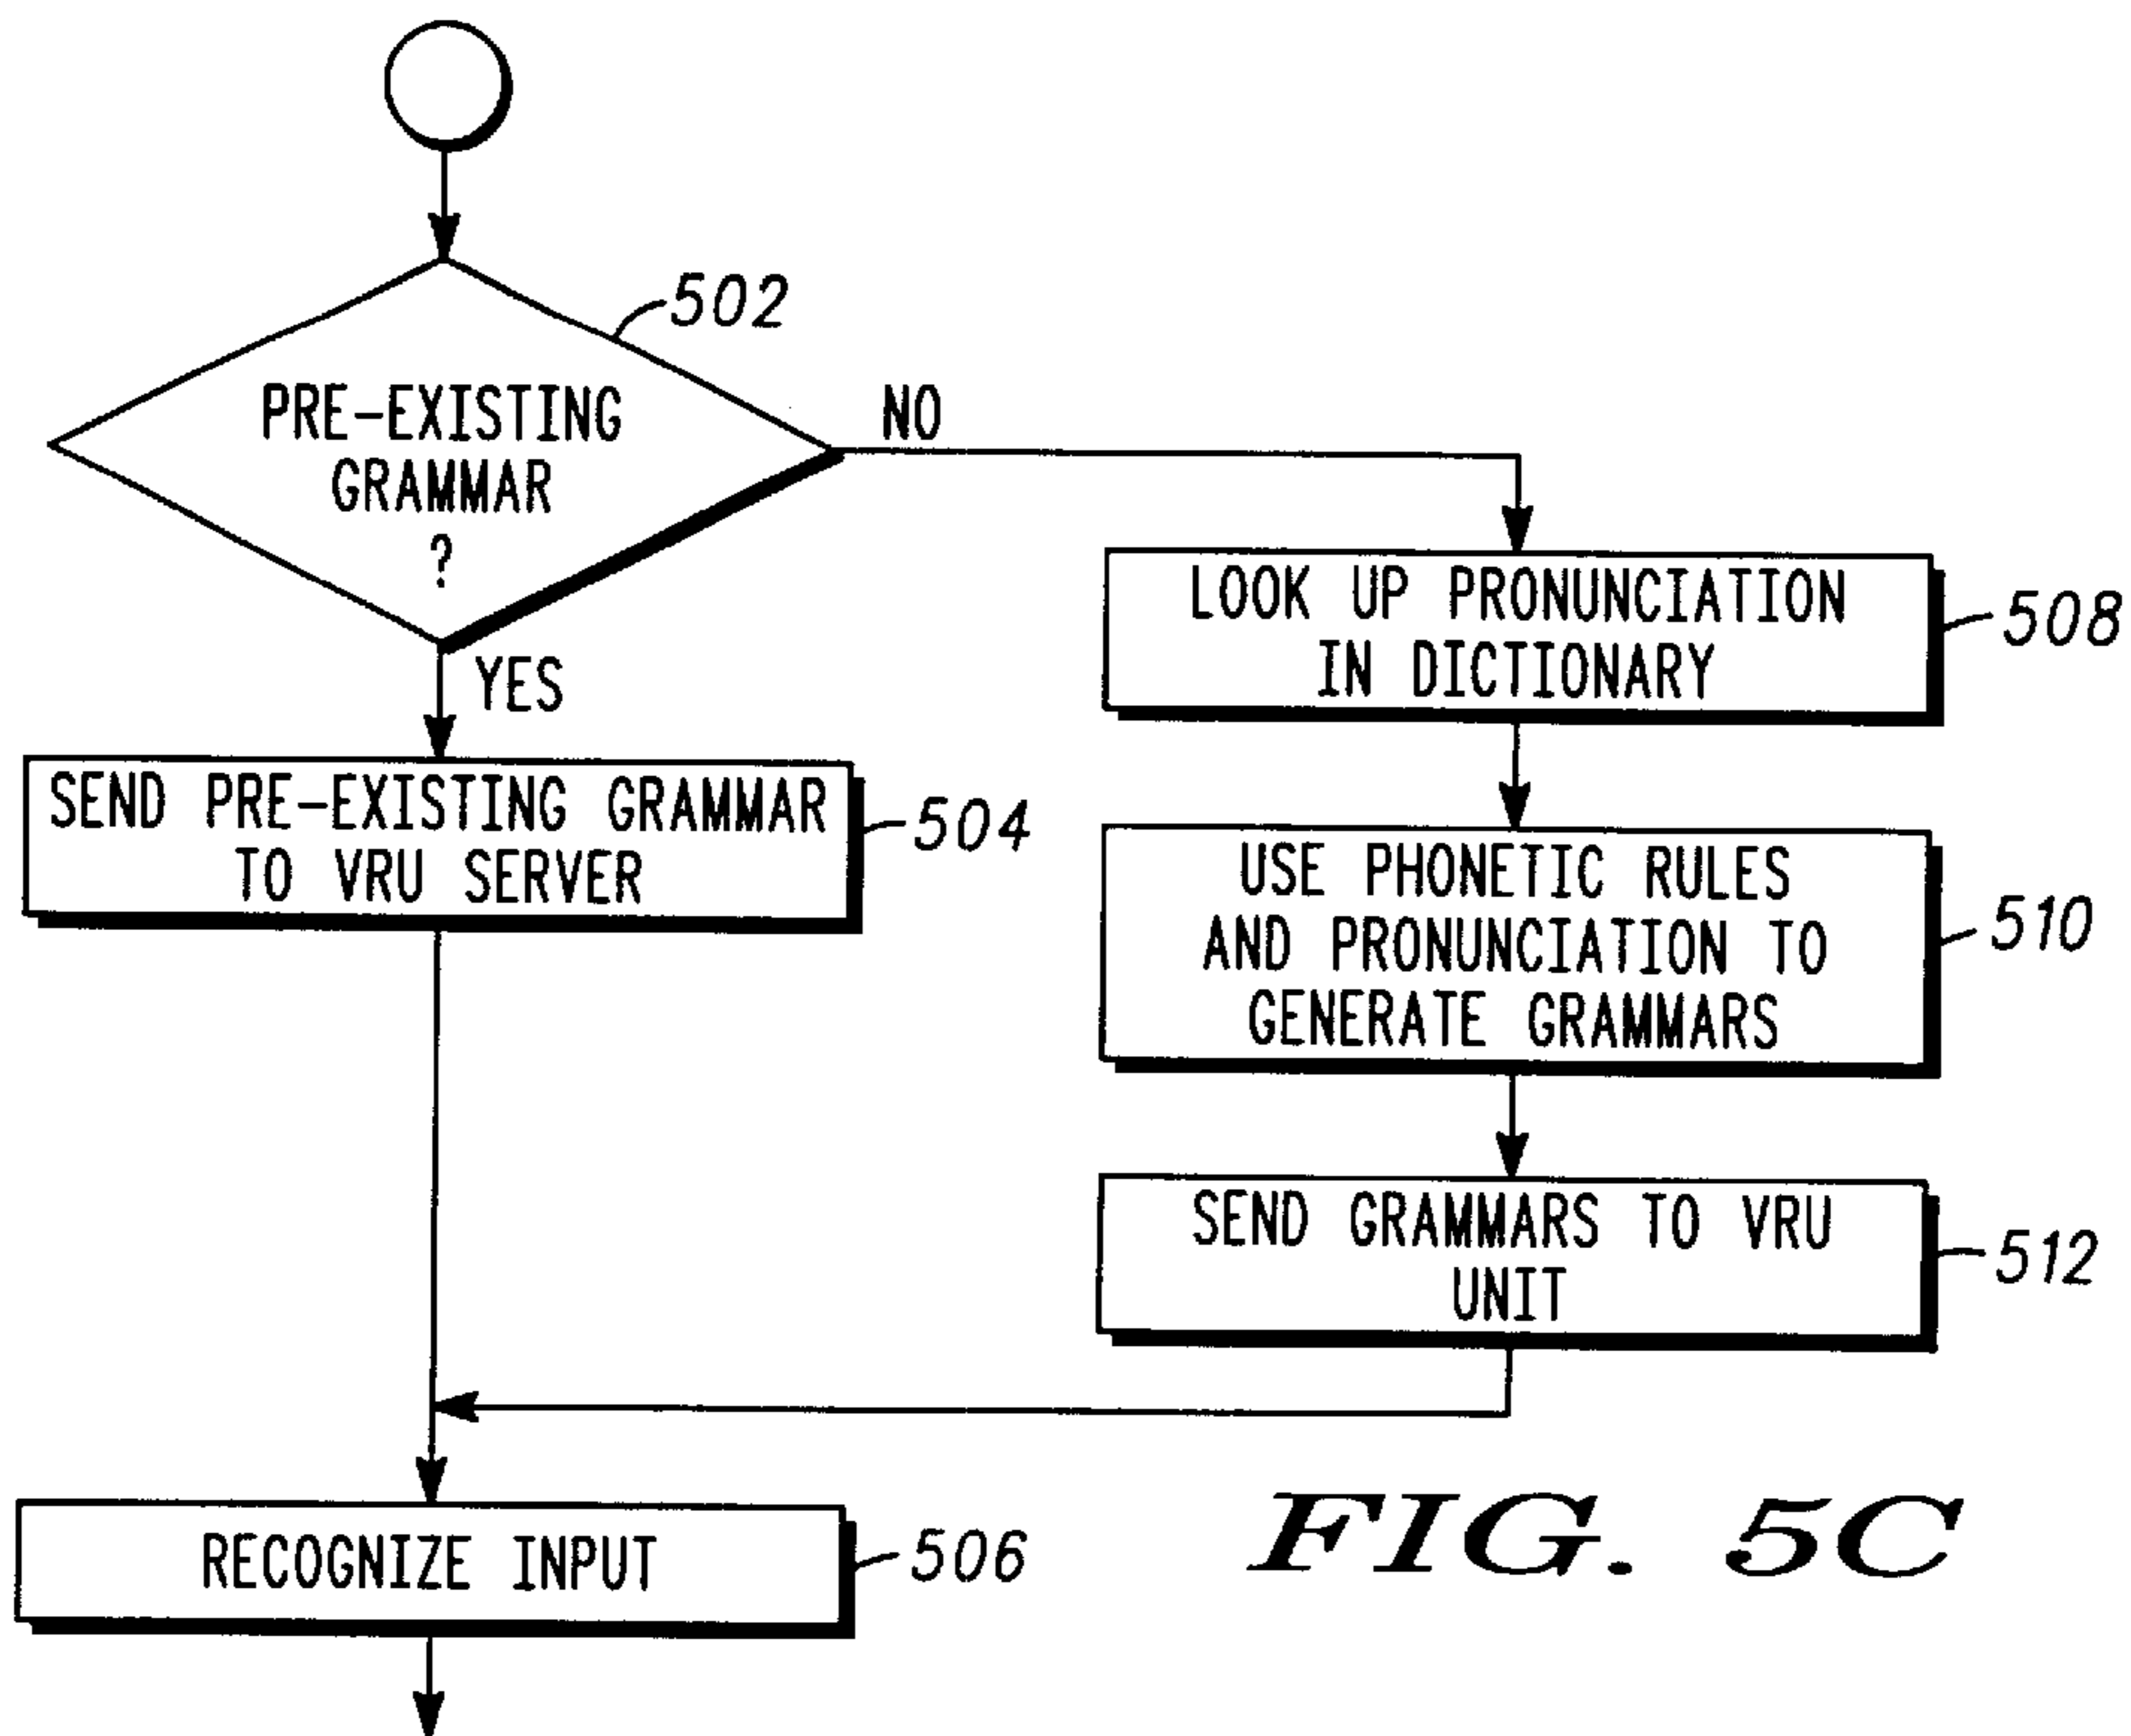 502
PRE-EXISTING
GRAMMAR
?
NO
YES
LOOK UP PRONUNCIATION
IN DICTIONARY
508
SEND PRE-EXISTING GRAMMAR
TO VRU SERVER
504
USE PHONETIC RULES
AND PRONUNCIATION TO
GENERATE GRAMMARS
510
SEND GRAMMARS TO VRU
UNIT
512
RECOGNIZE INPUT
506
FIG. 5C